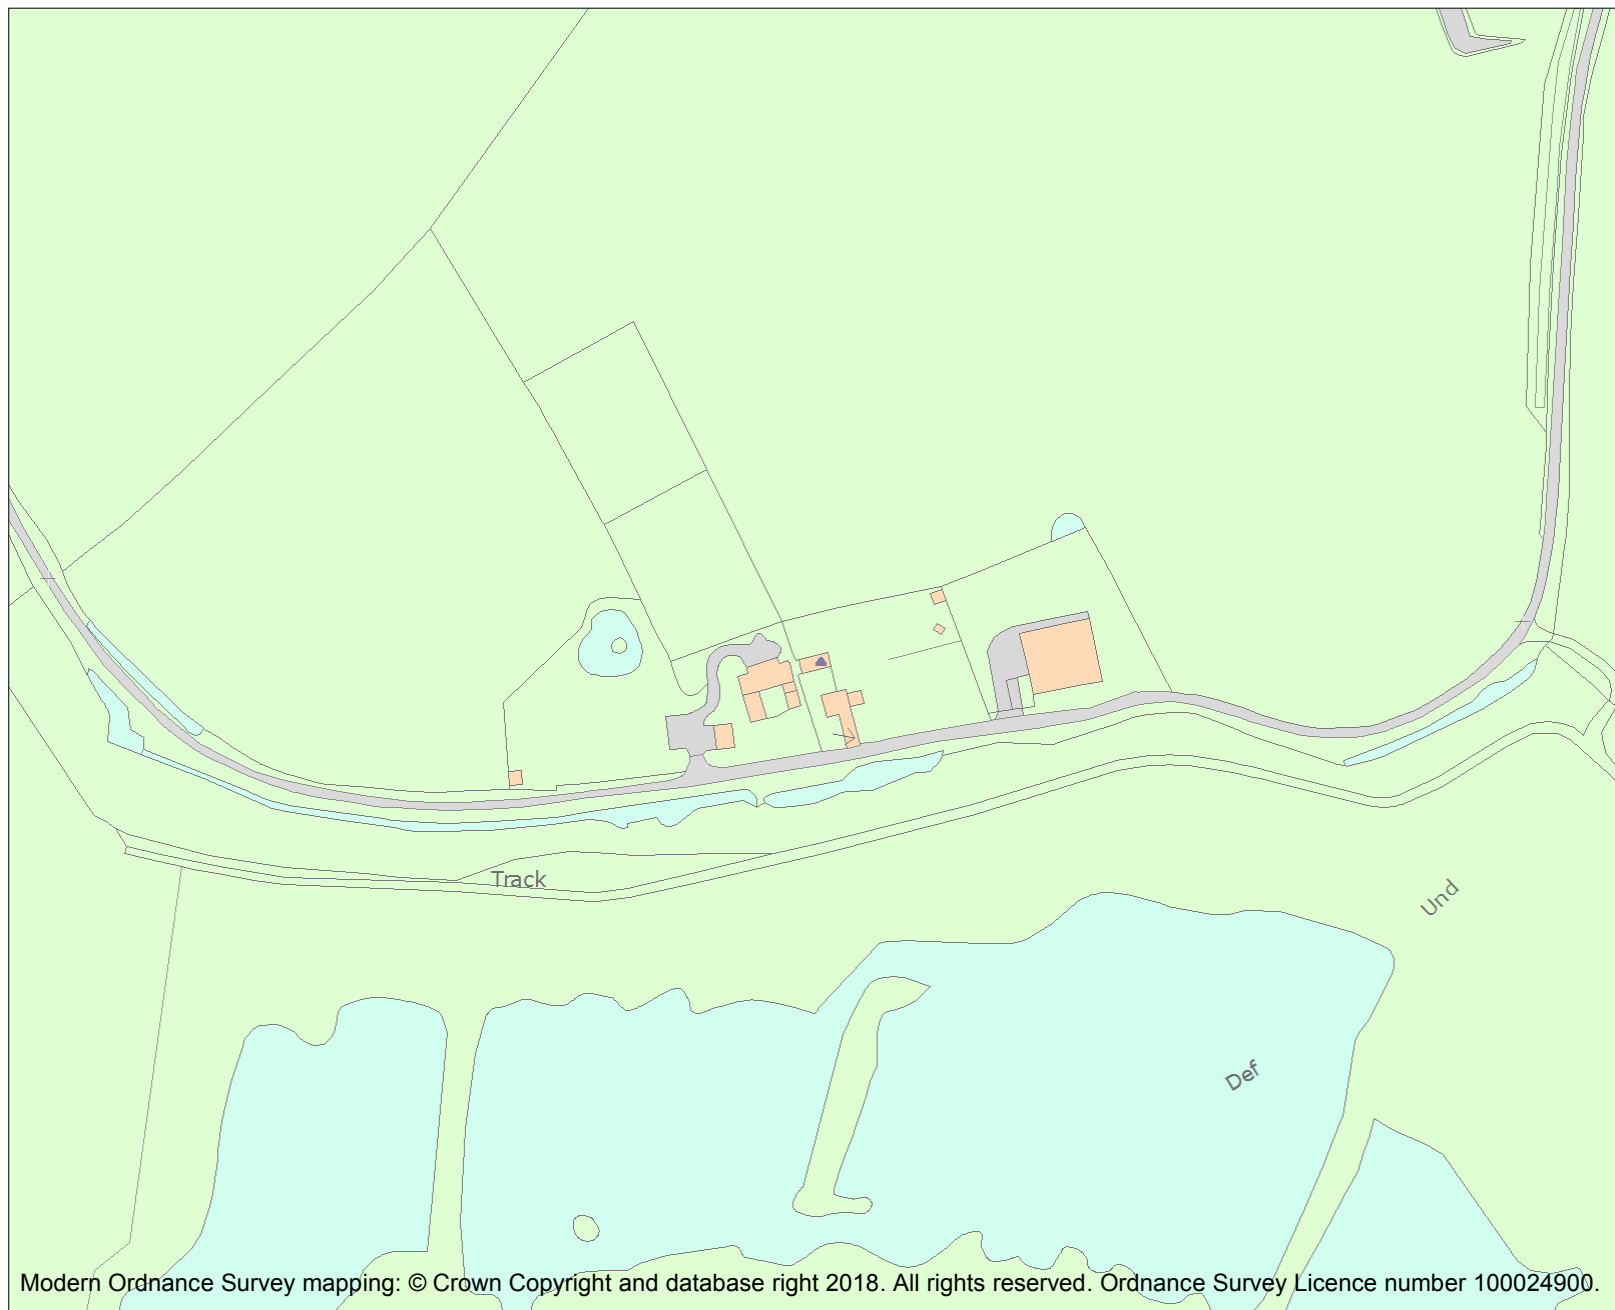 Track
Und
Def
Modern Ordnance Survey mapping: © Crown Copyright and database right 2018. All rights reserved. Ordnance Survey Licence number 100024900.